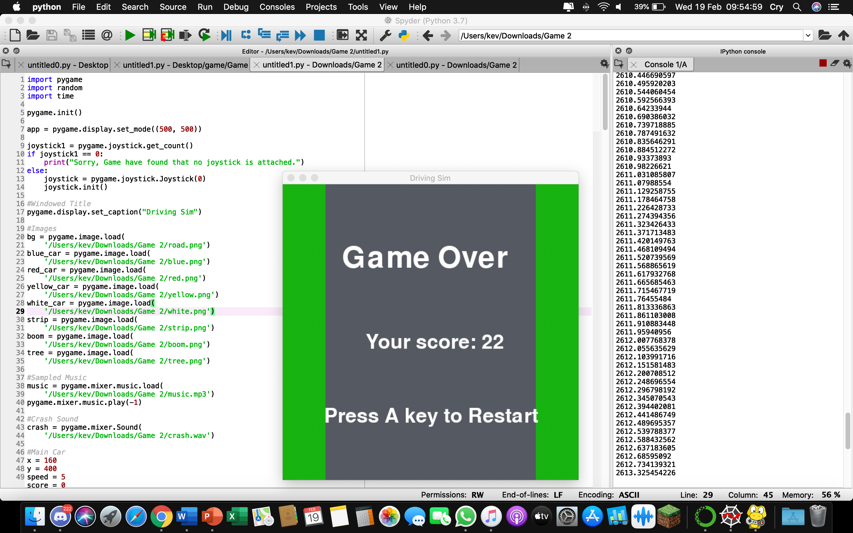 python File Edit Search Source Run Debug Consoles Projects Tools View Help 39% Wed 19 Feb 09:54:59 Cry
Spyder (Python 3.7)
/Users/kev/Downloads/Game 2
Editor - /Users/kev/Downloads/Game 2/untitled1.py
untitled0.py - Desktop untitled1.py - Desktop/game/Game untitled1.py - Downloads/Game 2 untitled0.py - Downloads/Game 2
1 import pygame
2 import random
3 import time
4
5 pygame.init()
6
7 app = pygame.display.set_mode((500, 500))
8
9 joystick1 = pygame.joystick.get_count()
10 if joystick1 == 0:
11 print("Sorry, Game have found that no joystick is attached.")
12 else:
13 joystick = pygame.joystick.Joystick(0)
14 joystick.init()
15
16 #Windowed Title
17 pygame.display.set_caption("Driving Sim")
18
19 #Images
20 bg = pygame.image.load(
21 '/Users/kev/Downloads/Game 2/road.png')
22 blue_car = pygame.image.load(
23 '/Users/kev/Downloads/Game 2/blue.png')
24 red_car = pygame.image.load(
25 '/Users/kev/Downloads/Game 2/red.png')
26 yellow_car = pygame.image.load(
27 '/Users/kev/Downloads/Game 2/yellow.png')
28 white_car = pygame.image.load(
29 '/Users/kev/Downloads/Game 2/white.png')
30 strip = pygame.image.load(
31 '/Users/kev/Downloads/Game 2/strip.png')
32 boom = pygame.image.load(
33 '/Users/kev/Downloads/Game 2/boom.png')
34 tree = pygame.image.load(
35 '/Users/kev/Downloads/Game 2/tree.png')
36
37 #Sampled Music
38 music = pygame.mixer.music.load(
39 '/Users/kev/Downloads/Game 2/music.mp3')
40 pygame.mixer.music.play(-1)
41
42 #Crash Sound
43 crash = pygame.mixer.Sound(
44 '/Users/kev/Downloads/Game 2/crash.wav')
45
46 #Main Car
47 x = 160
48 y = 400
49 speed = 5
50 score = 0
Driving Sim
Game Over
Your score: 22
Press A key to Restart
IPython console
Console 1/A
2610.446690597
2610.495920203
2610.544060454
2610.592566393
2610.64233944
2610.690386032
2610.739718885
2610.787491632
2610.835646291
2610.884512272
2610.93373893
2610.98226621
2611.031085807
2611.07988554
2611.129258755
2611.178464758
2611.226428733
2611.274394356
2611.323426433
2611.371713483
2611.420149763
2611.468109494
2611.520739569
2611.568865619
2611.617932768
2611.665685463
2611.715467719
2611.76455484
2611.813336863
2611.861103008
2611.910883448
2611.95940956
2612.007768378
2612.055635629
2612.103991716
2612.151581483
2612.200708512
2612.248696554
2612.296798192
2612.345070543
2612.394402081
2612.441486749
2612.489695357
2612.539788377
2612.588432562
2612.637183605
2612.68595092
2612.734139321
2613.325454226
Permissions: RW End-of-lines: LF Encoding: ASCII Line: 29 Column: 45 Memory: 56 %